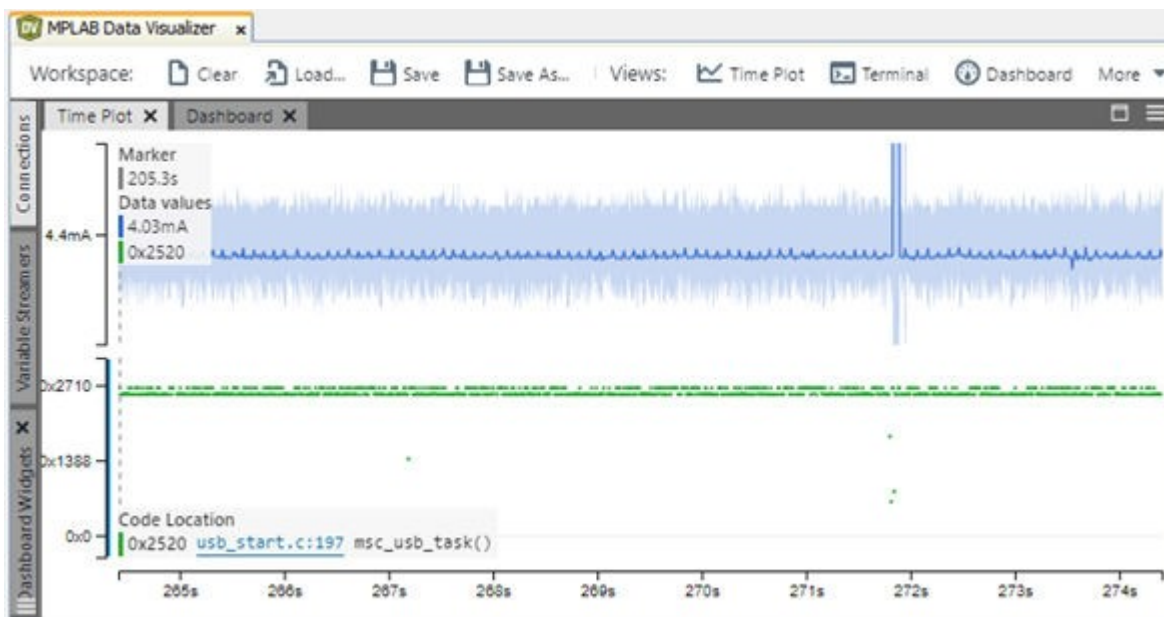 MPLAB Data Visualizer x
Workspace: Clear Load... Save Save As... Views: Time Plot Terminal Dashboard More
Time Plot X Dashboard X
Connections
Variable Streamers
Dashboard Widgets X
Marker
205.3s
Data values
4.03mA
0x2520
4.4mA
0x2710
0x1388
0x0
Code Location
0x2520 usb_start.c:197 msc_usb_task()
265s 266s 267s 268s 269s 270s 271s 272s 273s 274s